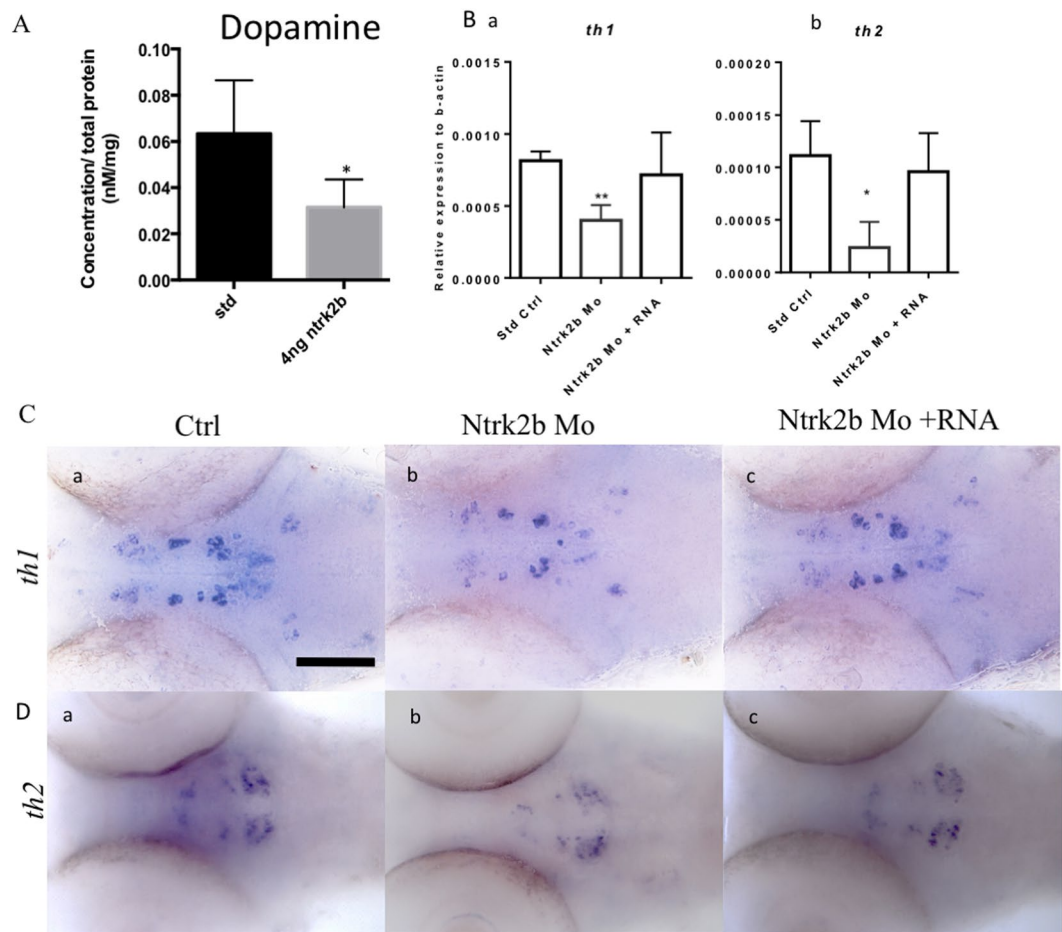 A
Dopamine
Concentration/ total protein
(nM/mg)
0.10
0.08
0.06
0.04
0.02
0.00
*
std
4ng ntrk2b
B a
th1
Relative expression to b-actin
0.0015
0.0010
0.0005
0.0000
**
Std Ctrl
Ntrk2b Mo
Ntrk2b Mo + RNA
b
th2
0.00020
0.00015
0.00010
0.00005
0.00000
*
Std Ctrl
Ntrk2b Mo
Ntrk2b Mo + RNA
C
Ctrl
Ntrk2b Mo
Ntrk2b Mo +RNA
th1
a
b
c
D
th2
a
b
c